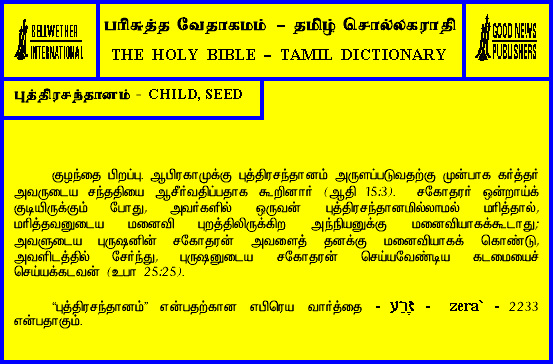 BELLWETHER
INTERNATIONAL
பரிசுத்த வேதாகமம் – தமிழ் சொல்லகராதி
THE HOLY BIBLE – TAMIL DICTIONARY
GOOD NEWS
PUBLISHERS
புத்திரசந்தானம் - CHILD, SEED
குழந்தை பிறப்பு. ஆபிரகாமுக்கு புத்திரசந்தானம் அருளப்படுவதற்கு முன்பாக கர்த்தர்
அவருடைய சந்ததியை ஆசீர்வதிப்பதாக கூறினார் (ஆதி 15:3). சகோதரர் ஒன்றாய்க்
குடியிருக்கும் போது, அவர்களில் ஒருவன் புத்திரசந்தானமில்லாமல் மரித்தால்,
மரித்தவனுடைய மனைவி புறத்திலிருக்கிற அந்நியனுக்கு மனைவியாகக்கூடாது;
அவளுடைய புருஷனின் சகோதரன் அவளைத் தனக்கு மனைவியாகக் கொண்டு,
அவளிடத்தில் சேர்ந்து, புருஷனுடைய சகோதரன் செய்யவேண்டிய கடமையைச்
செய்யக்கடவன் (உபா 25:25).
“புத்திரசந்தானம்” என்பதற்கான எபிரெய வார்த்தை - זֶרַע - zera` - 2233
என்பதாகும்.